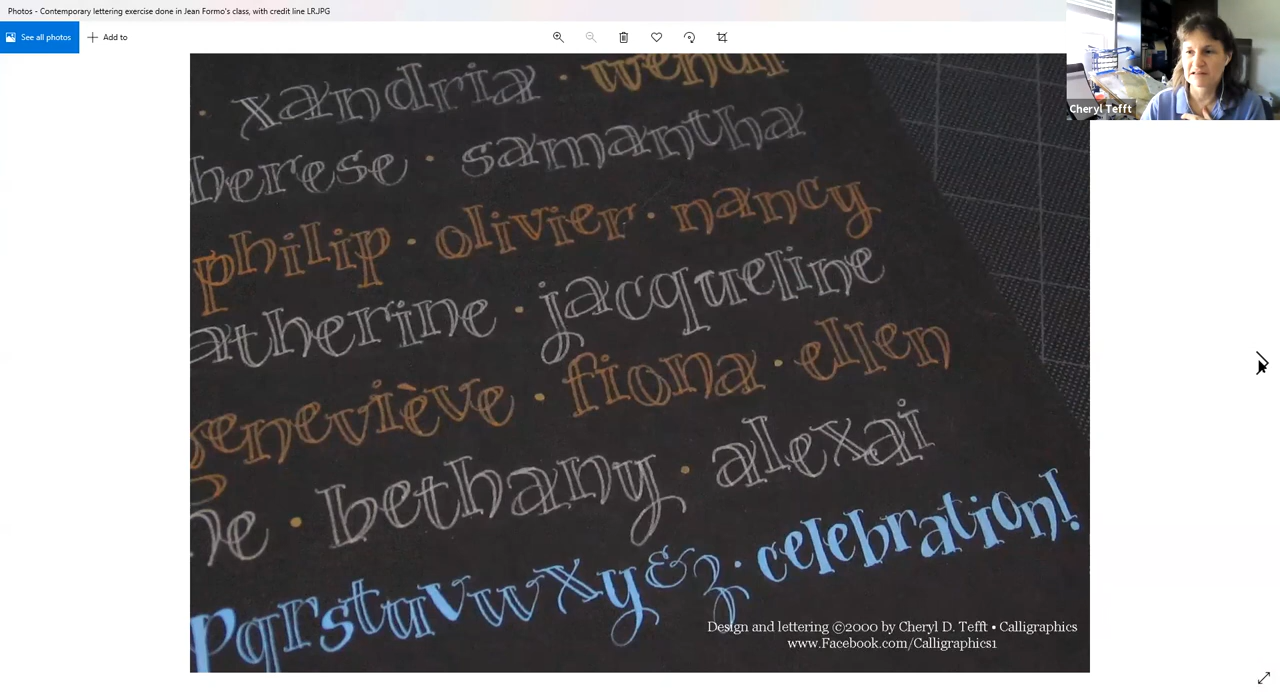 Photos - Contemporary lettering exercise done in Jean Formo's class, with credit line LRJPG
See all photos
Add to
Cheryl Tefft
· xandria · wendi
herese · samantha
philip · olivier · nancy
atherine · jacqueline
geneviève · fiona · ellen
ne · bethany · alexai
pqrstuvwxy&z · celebration!
Design and lettering ©2000 by Cheryl D. Tefft • Calligraphics
www.Facebook.com/Calligraphics1